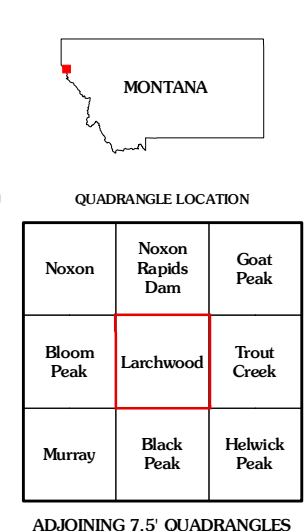 MONTANA
QUADRANGLE LOCATION
Noxon
Noxon
Rapids
Dam
Goat
Peak
Bloom
Peak
Larchwood
Trout
Creek
Murray
Black
Peak
Helwick
Peak
ADJOINING 7.5' QUADRANGLES